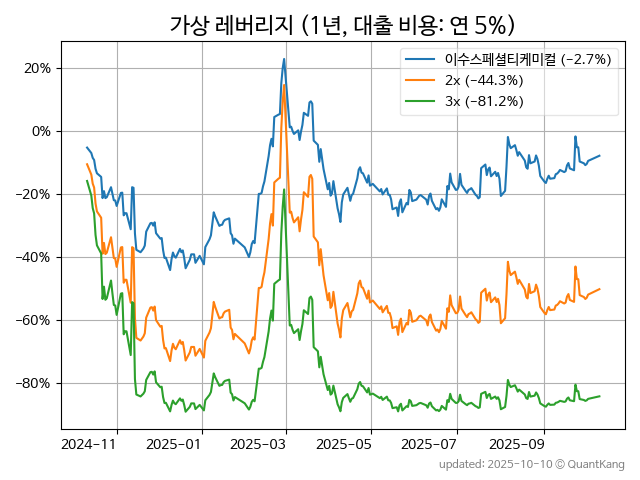 가상 레버리지 (1년, 대출 비용: 연 5%)
이수스페셜티케미컬 (−2.7%)
2x (−44.3%)
3x (−81.2%)
20%
0%
−20%
−40%
−60%
−80%
2024-11
2025-01
2025-03
2025-05
2025-07
2025-09
updated: 2025-10-10 © QuantKang